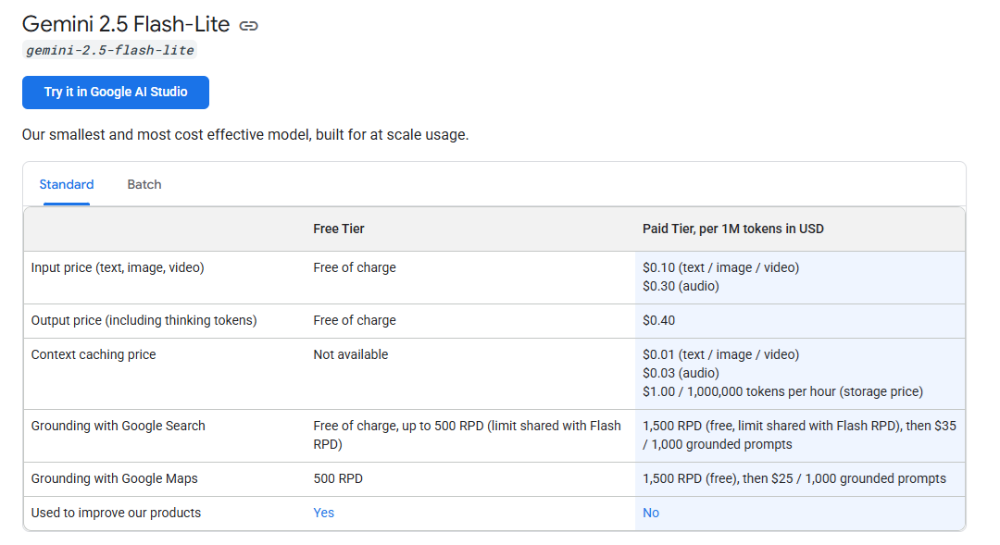 Gemini 2.5 Flash-Lite
gemini-2.5-flash-lite
Try it in Google AI Studio
Our smallest and most cost effective model, built for at scale usage.
Standard Batch
Free Tier Paid Tier, per 1M tokens in USD
Input price (text, image, video) Free of charge $0.10 (text / image / video)
$0.30 (audio)
Output price (including thinking tokens) Free of charge $0.40
Context caching price Not available $0.01 (text / image / video)
$0.03 (audio)
$1.00 / 1,000,000 tokens per hour (storage price)
Grounding with Google Search Free of charge, up to 500 RPD (limit shared with Flash 1,500 RPD (free, limit shared with Flash RPD), then $35
RPD) / 1,000 grounded prompts
Grounding with Google Maps 500 RPD 1,500 RPD (free), then $25 / 1,000 grounded prompts
Used to improve our products Yes No